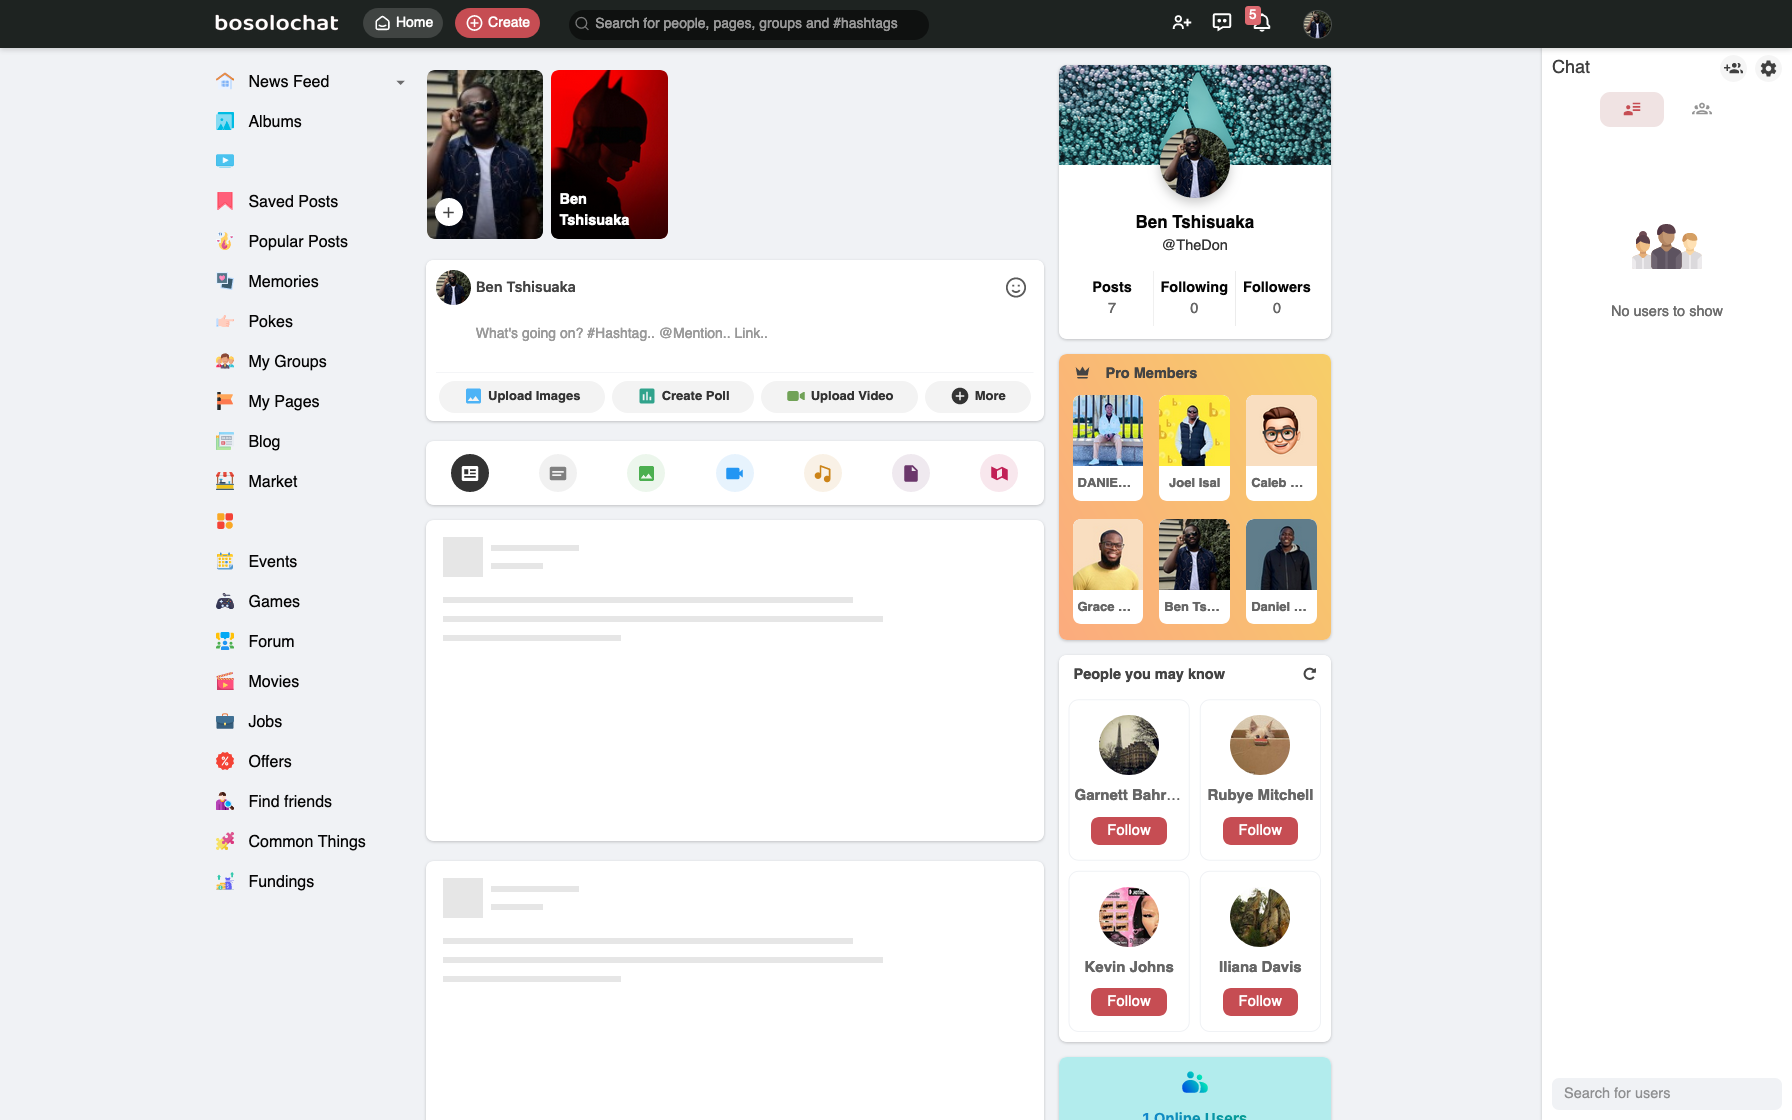 bosolochat
Home
Create
Search for people, pages, groups and #hashtags
5
News Feed
Albums
Saved Posts
Popular Posts
Memories
Pokes
My Groups
My Pages
Blog
Market
Events
Games
Forum
Movies
Jobs
Offers
Find friends
Common Things
Fundings
Ben
Tshisuaka
Ben Tshisuaka
What's going on? #Hashtag.. @Mention.. Link..
Upload Images
Create Poll
Upload Video
More
Ben Tshisuaka
@TheDon
Posts
7
Following
0
Followers
0
Pro Members
DANIE...
Joel Isal
Caleb ...
Grace ...
Ben Ts...
Daniel ...
People you may know
Garnett Bahr...
Follow
Rubye Mitchell
Follow
Kevin Johns
Follow
Iliana Davis
Follow
1 Online Users
Chat
No users to show
Search for users